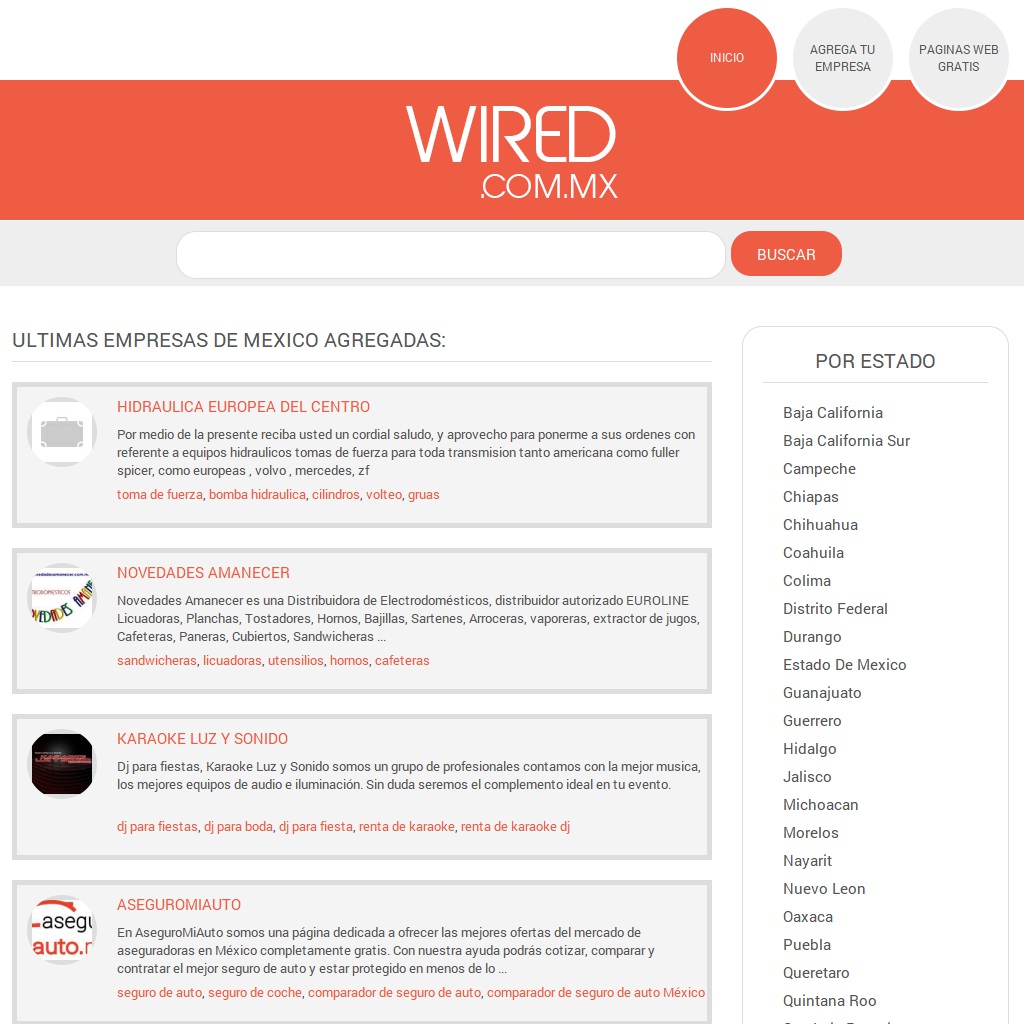 INICIO
AGREGA TU
EMPRESA
PAGINAS WEB
GRATIS
WIRED
.COM.MX
BUSCAR
ULTIMAS EMPRESAS DE MEXICO AGREGADAS:
HIDRAULICA EUROPEA DEL CENTRO
Por medio de la presente reciba usted un cordial saludo, y aprovecho para ponerme a sus ordenes con
referente a equipos hidraulicos tomas de fuerza para toda transmision tanto americana como fuller
spicer, como europeas , volvo , mercedes, zf
toma de fuerza, bomba hidraulica, cilindros, volteo, gruas
NOVEDADES AMANECER
Novedades Amanecer es una Distribuidora de Electrodomésticos, distribuidor autorizado EUROLINE
Licuadoras, Planchas, Tostadores, Hornos, Bajillas, Sartenes, Arroceras, vaporeras, extractor de jugos,
Cafeteras, Paneras, Cubiertos, Sandwicheras ...
sandwicheras, licuadoras, utensilios, hornos, cafeteras
KARAOKE LUZ Y SONIDO
Dj para fiestas, Karaoke Luz y Sonido somos un grupo de profesionales contamos con la mejor musica,
los mejores equipos de audio e iluminación. Sin duda seremos el complemento ideal en tu evento.
dj para fiestas, dj para boda, dj para fiesta, renta de karaoke, renta de karaoke dj
asegu
auto.r
ASEGUROMIAUTO
En AseguroMiAuto somos una página dedicada a ofrecer las mejores ofertas del mercado de
aseguradoras en México completamente gratis. Con nuestra ayuda podrás cotizar, comparar y
contratar el mejor seguro de auto y estar protegido en menos de lo ...
seguro de auto, seguro de coche, comparador de seguro de auto, comparador de seguro de auto México
POR ESTADO
Baja California
Baja California Sur
Campeche
Chiapas
Chihuahua
Coahuila
Colima
Distrito Federal
Durango
Estado De Mexico
Guanajuato
Guerrero
Hidalgo
Jalisco
Michoacan
Morelos
Nayarit
Nuevo Leon
Oaxaca
Puebla
Queretaro
Quintana Roo